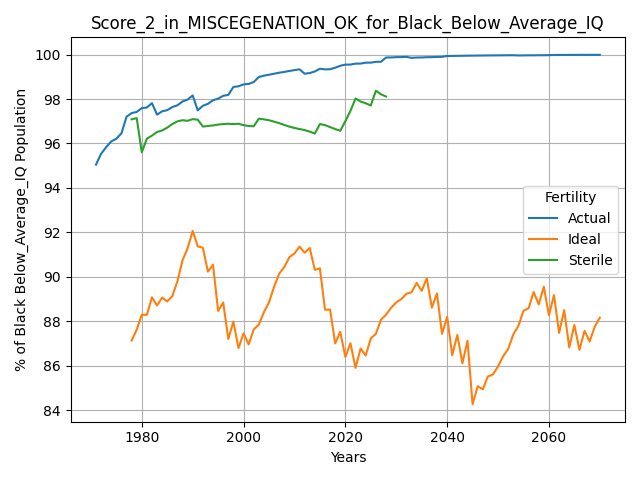 Score_2_in_MISCEGENATION_OK_for_Black_Below_Average_IQ
% of Black Below_Average_IQ Population
100
98
96
94
92
90
88
86
84
Fertility
Actual
Ideal
Sterile
1980
2000
2020
2040
2060
Years